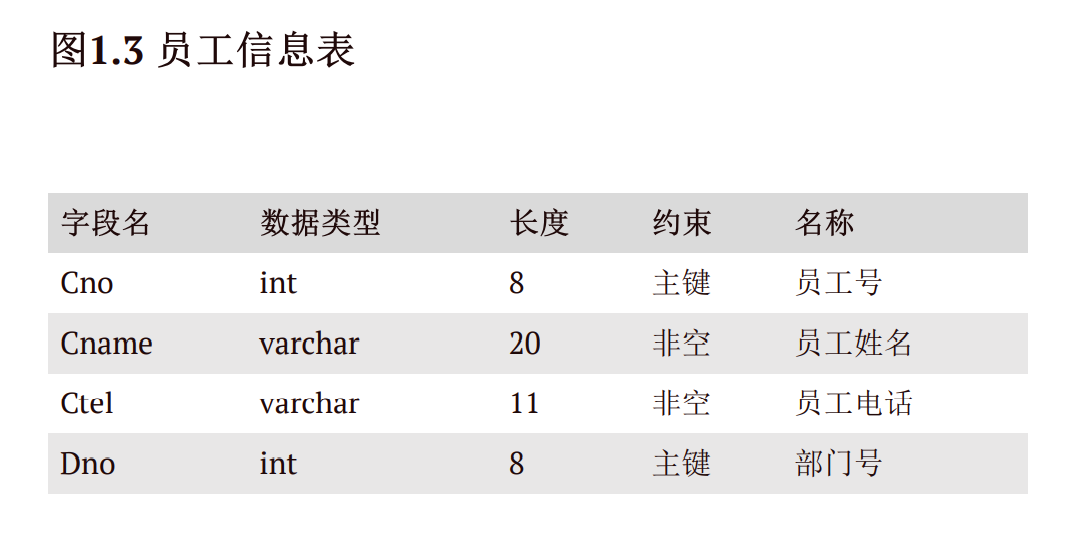 图1.3 员工信息表
字段名 数据类型 长度 约束 名称
Cno int 8 主键 员工号
Cname varchar 20 非空 员工姓名
Ctel varchar 11 非空 员工电话
Dno int 8 主键 部门号